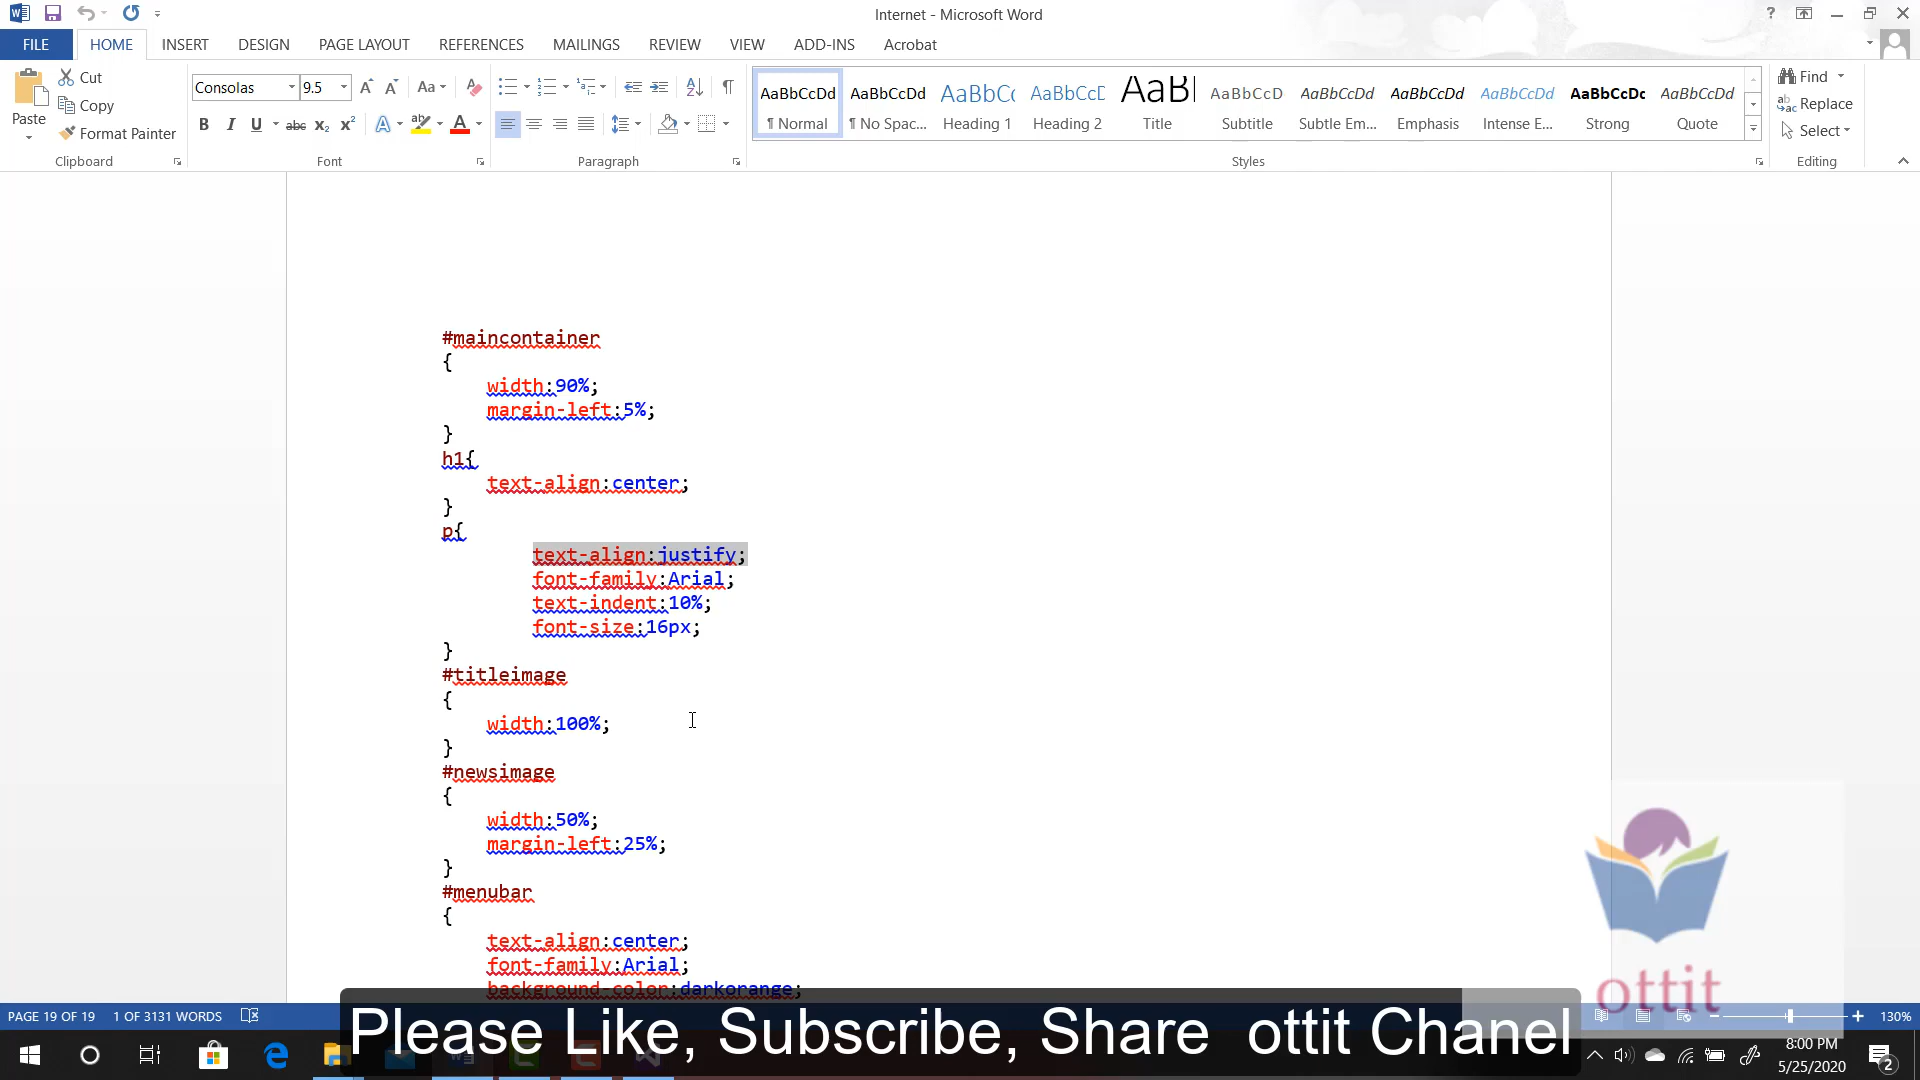 Internet - Microsoft Word
FILE HOME INSERT DESIGN PAGE LAYOUT REFERENCES MAILINGS REVIEW VIEW ADD-INS Acrobat
Paste
Cut
Copy
Format Painter
Clipboard
Consolas 9.5
Font
Paragraph
AaBbCcDd AaBbCcDd AaBbCc AaBbCcD AaBl AaBbCcD AaBbCcDd AaBbCcDd AaBbCcDd AaBbCcDc AaBbCcDd
¶ Normal ¶ No Spac... Heading 1 Heading 2 Title Subtitle Subtle Em... Emphasis Intense E... Strong Quote
Styles
Find
Replace
Select
Editing
#maincontainer
{
width:90%;
margin-left:5%;
}
h1{
text-align:center;
}
p{
text-align:justify;
font-family:Arial;
text-indent:10%;
font-size:16px;
}
#titleimage
{
width:100%;
}
#newsimage
{
width:50%;
margin-left:25%;
}
#menubar
{
text-align:center;
font-family:Arial;
background-color:darkorange;
ottit
PAGE 19 OF 19 1 OF 3131 WORDS
130%
Please Like, Subscribe, Share ottit Chanel
8:00 PM
5/25/2020
2